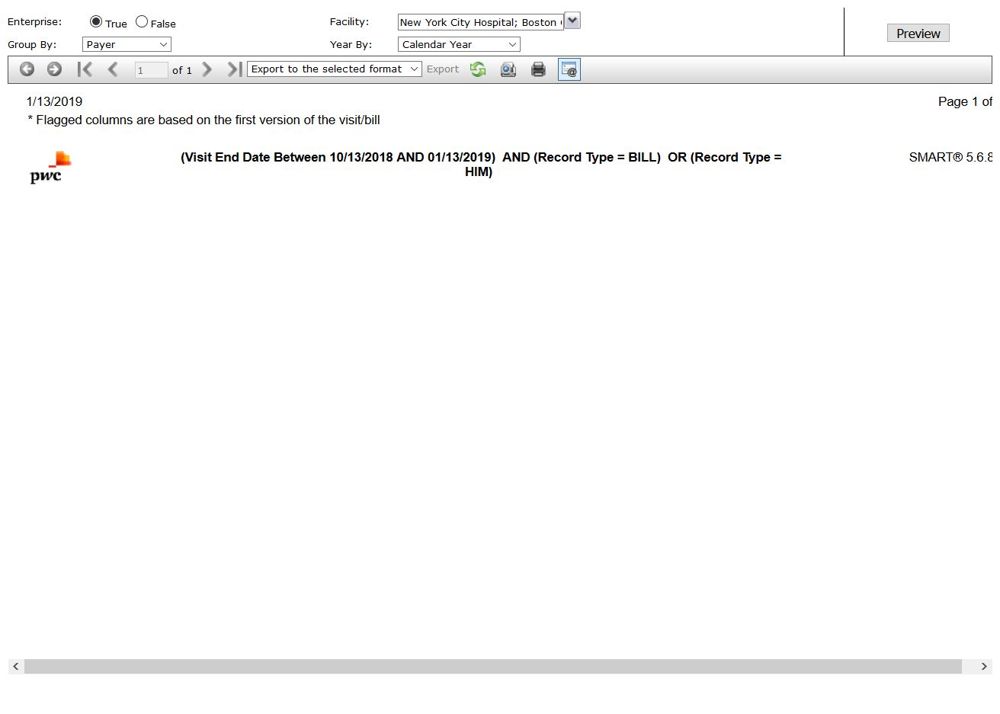 Enterprise: True False Facility: New York City Hospital; Boston
Preview
Group By: Payer Year By: Calendar Year
1 of 1 Export to the selected format Export
1/13/2019 Page 1 of
* Flagged columns are based on the first version of the visit/bill
pwc
(Visit End Date Between 10/13/2018 AND 01/13/2019) AND (Record Type = BILL) OR (Record Type =
HIM)
SMART® 5.6.8